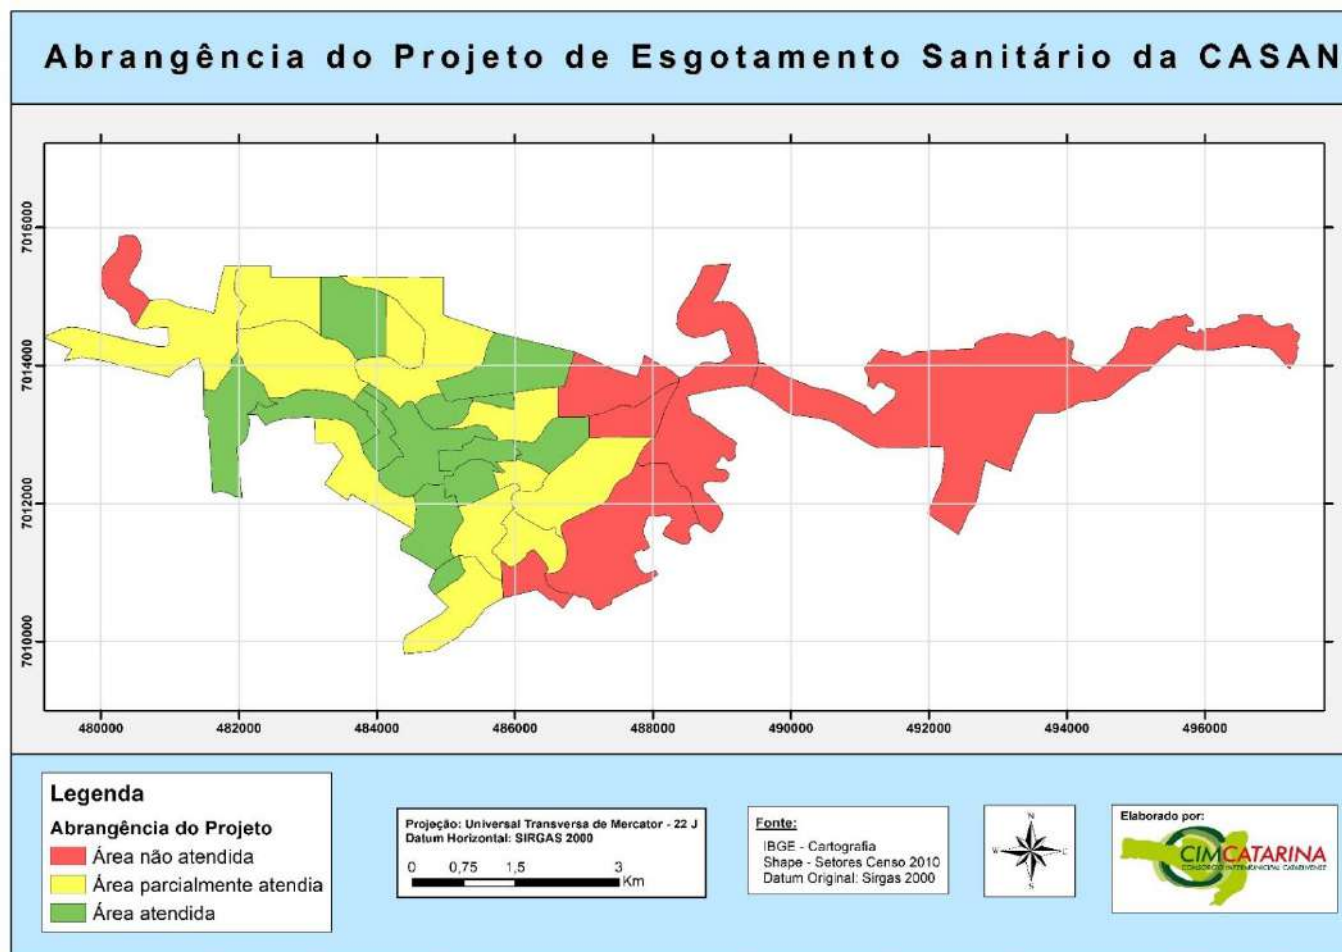 Abrangência do Projeto de Esgotamento Sanitário da CASAN
7016000
7014000
7012000
7010000
480000 482000 484000 486000 488000 490000 492000 494000 496000
Legenda
Abrangência do Projeto
Área não atendida
Área parcialmente atendia
Área atendida
Projeção: Universal Transversa de Mercator - 22 J
Datum Horizontal: SIRGAS 2000
0 0,75 1,5 3
Km
Fonte:
IBGE - Cartografia
Shape - Setores Censo 2010
Datum Original: Sirgas 2000
N
W E
S
Elaborado por:
CIMCATARINA
CONSÓRCIO INTERMUNICIPAL CATARINENSE